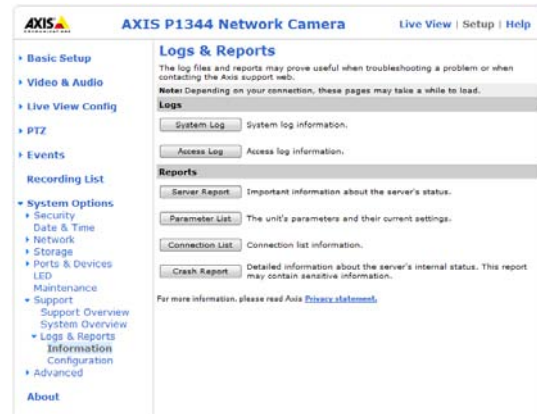 AXIS
COMMUNICATIONS
AXIS P1344 Network Camera
Live View | Setup | Help
Basic Setup
Video & Audio
Live View Config
PTZ
Events
Recording List
System Options
Security
Date & Time
Network
Storage
Ports & Devices
LED
Maintenance
Support
Support Overview
System Overview
Logs & Reports
Information
Configuration
Advanced
About
Logs & Reports
The log files and reports may prove useful when troubleshooting a problem or when
contacting the Axis support web.
Note: Depending on your connection, these pages may take a while to load.
Logs
System Log System log information.
Access Log Access log information.
Reports
Server Report Important information about the server's status.
Parameter List The unit's parameters and their current settings.
Connection List Connection list information.
Crash Report Detailed information about the server's internal status. This report
may contain sensitive information.
For more information, please read Axis Privacy statement.